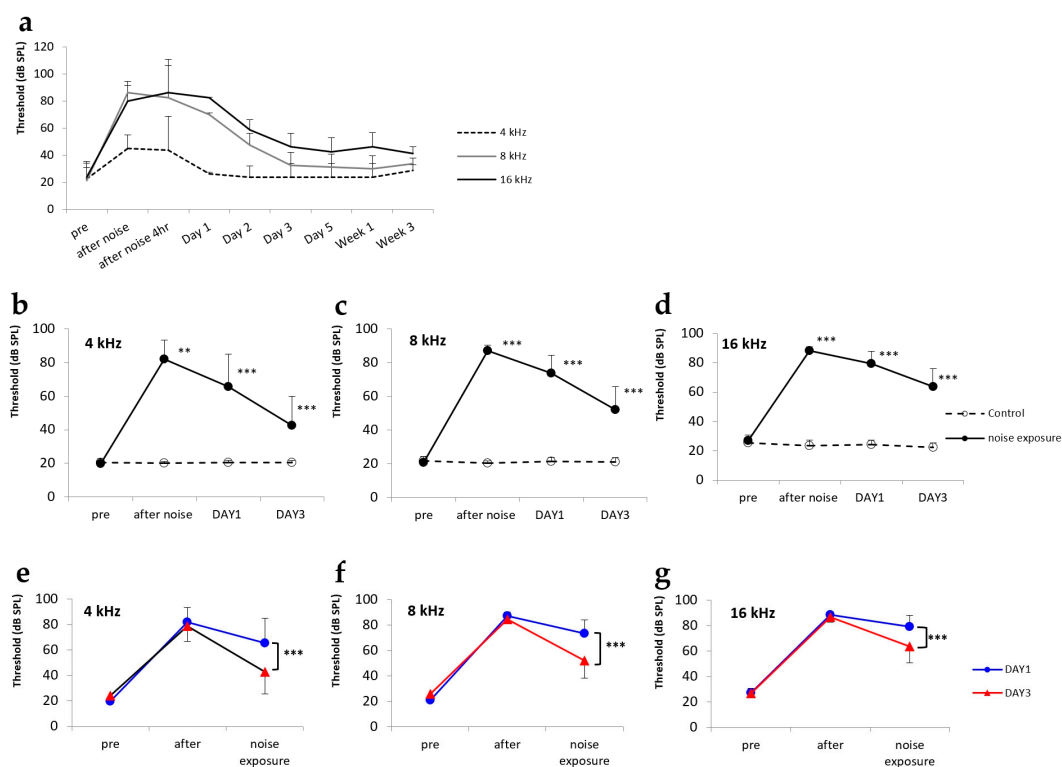 a
Threshold (dB SPL)
120
100
80
60
40
20
0
pre
after noise
after noise 4hr
Day 1
Day 2
Day 3
Day 5
Week 1
Week 3
4 kHz
8 kHz
16 kHz
b
4 kHz
Threshold (dB SPL)
100
80
60
40
20
0
**
***
***
pre
after noise
DAY1
DAY3
c
8 kHz
Threshold (dB SPL)
100
80
60
40
20
0
***
***
***
pre
after noise
DAY1
DAY3
d
16 kHz
Threshold (dB SPL)
100
80
60
40
20
0
***
***
***
pre
after noise
DAY1
DAY3
Control
noise exposure
e
4 kHz
Threshold (dB SPL)
100
80
60
40
20
0
***
pre
after
noise
exposure
f
8 kHz
Threshold (dB SPL)
100
80
60
40
20
0
***
pre
after
noise
exposure
g
16 kHz
Threshold (dB SPL)
100
80
60
40
20
0
***
pre
after
noise
exposure
DAY1
DAY3